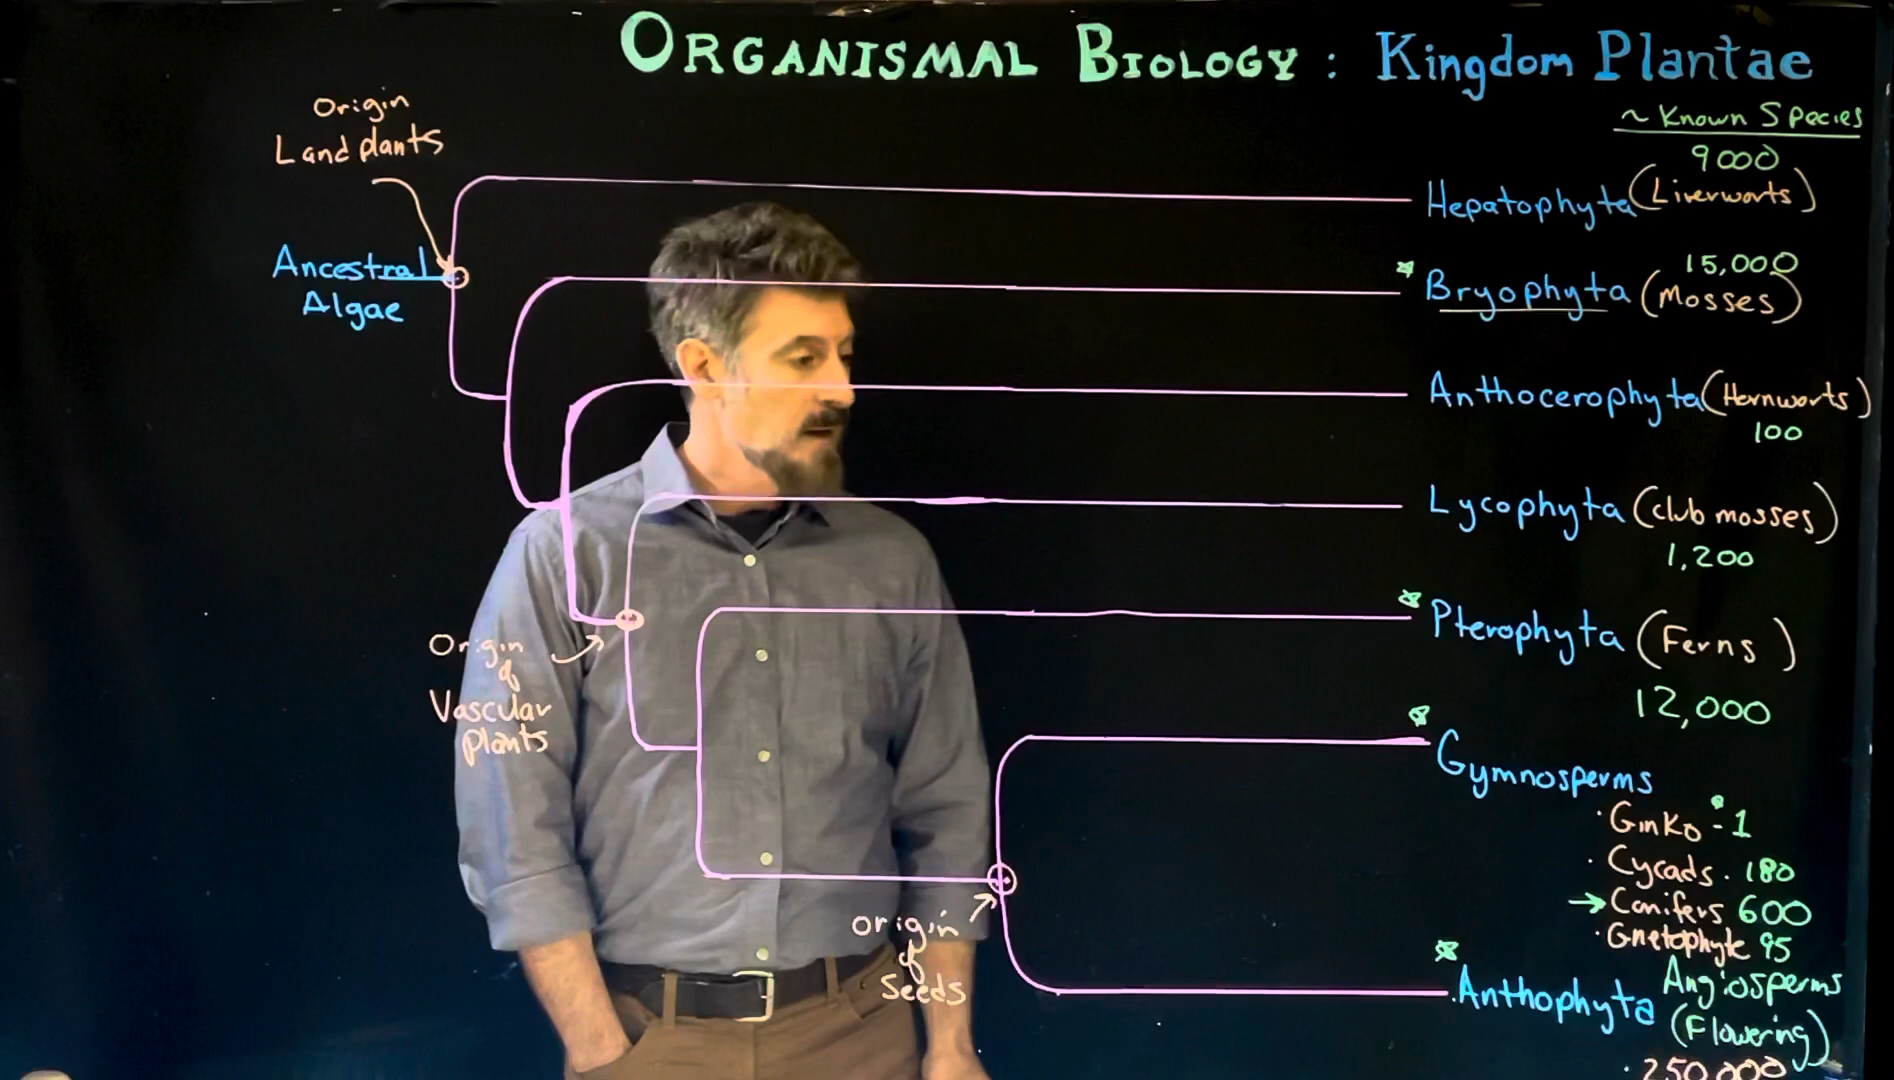 ORGANISMAL BIOLOGY : Kingdom Plantae
~ Known Species
Origin
Land plants
Ancestral
Algae
9000
Hepatophyta (Liverworts)
15,000
Bryophyta (Mosses)
Anthocerophyta (Hornworts)
100
Lycophyta (club mosses)
1,200
Pterophyta (Ferns)
12,000
Origin
of
Vascular
plants
Gymnosperms
· Ginko - 1
· Cycads · 180
→ Conifers 600
· Gnetophyte 95
origin
of
Seeds
Anthophyta Angiosperms
(Flowering)
· 250,000